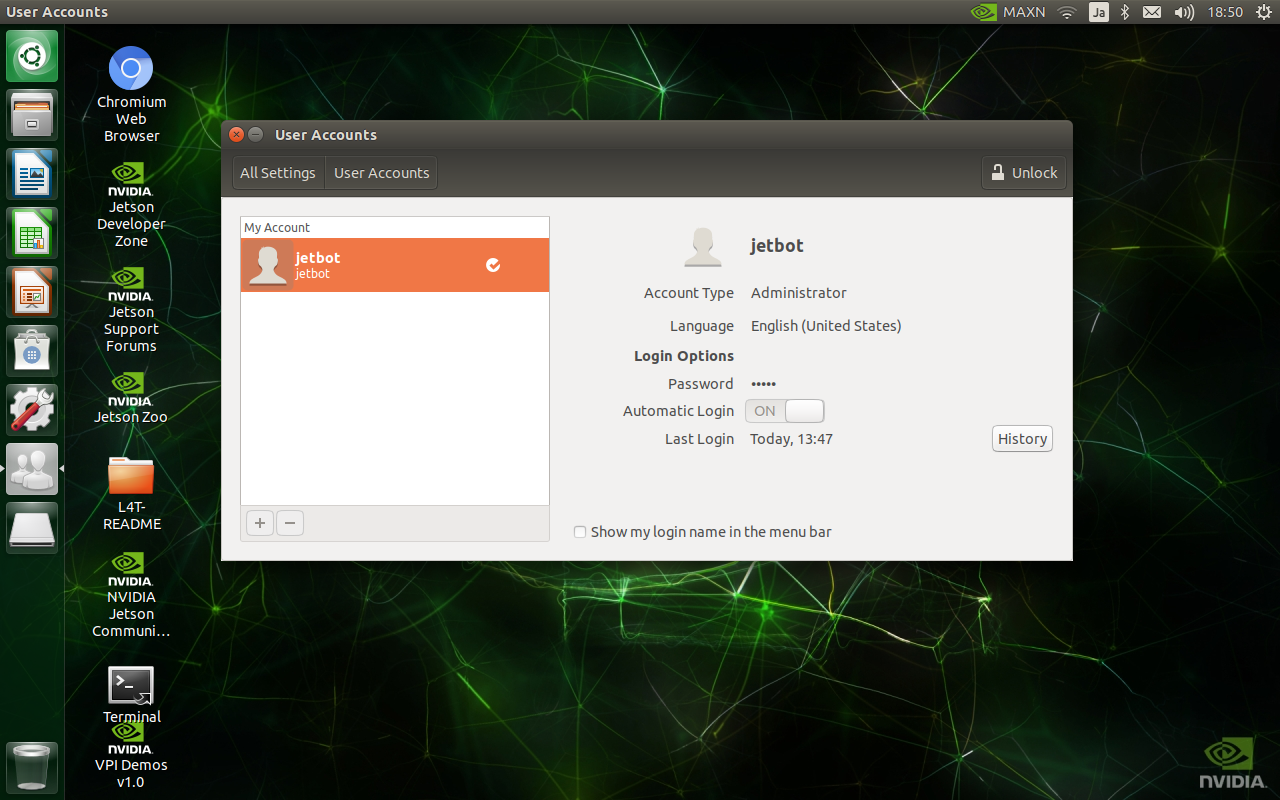 User Accounts
MAXN
Ja
18:50
Chromium
Web
Browser
NVIDIA.
Jetson
Developer
Zone
NVIDIA.
Jetson
Support
Forums
NVIDIA.
Jetson Zoo
L4T-
README
NVIDIA.
NVIDIA
Jetson
Communi…
>_
Terminal
NVIDIA.
VPI Demos
v1.0
User Accounts
All Settings
User Accounts
Unlock
My Account
jetbot
jetbot
+
−
jetbot
Account Type Administrator
Language English (United States)
Login Options
Password •••••
Automatic Login ON
Last Login Today, 13:47
History
Show my login name in the menu bar
NVIDIA.